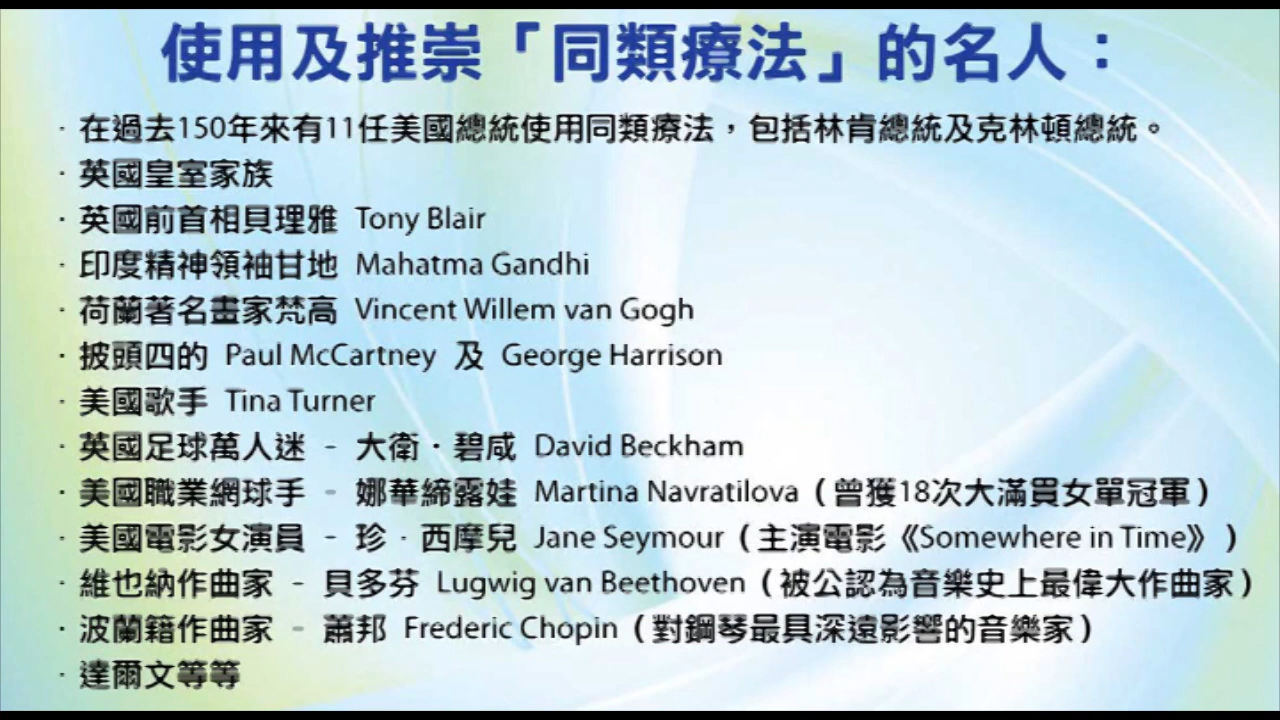 使用及推崇「同類療法」的名人：
· 在過去150年來有11任美國總統使用同類療法，包括林肯總統及克林頓總統。
· 英國皇室家族
· 英國前首相貝理雅 Tony Blair
· 印度精神領袖甘地 Mahatma Gandhi
· 荷蘭著名畫家梵高 Vincent Willem van Gogh
· 披頭四的 Paul McCartney 及 George Harrison
· 美國歌手 Tina Turner
· 英國足球萬人迷 - 大衛·碧咸 David Beckham
· 美國職業網球手 - 娜華締露娃 Martina Navratilova（曾獲18次大滿貫女單冠軍）
· 美國電影女演員 - 珍·西摩兒 Jane Seymour（主演電影《Somewhere in Time》）
· 維也納作曲家 - 貝多芬 Lugwig van Beethoven（被公認為音樂史上最偉大作曲家）
· 波蘭籍作曲家 - 蕭邦 Frederic Chopin（對鋼琴最具深遠影響的音樂家）
· 達爾文等等